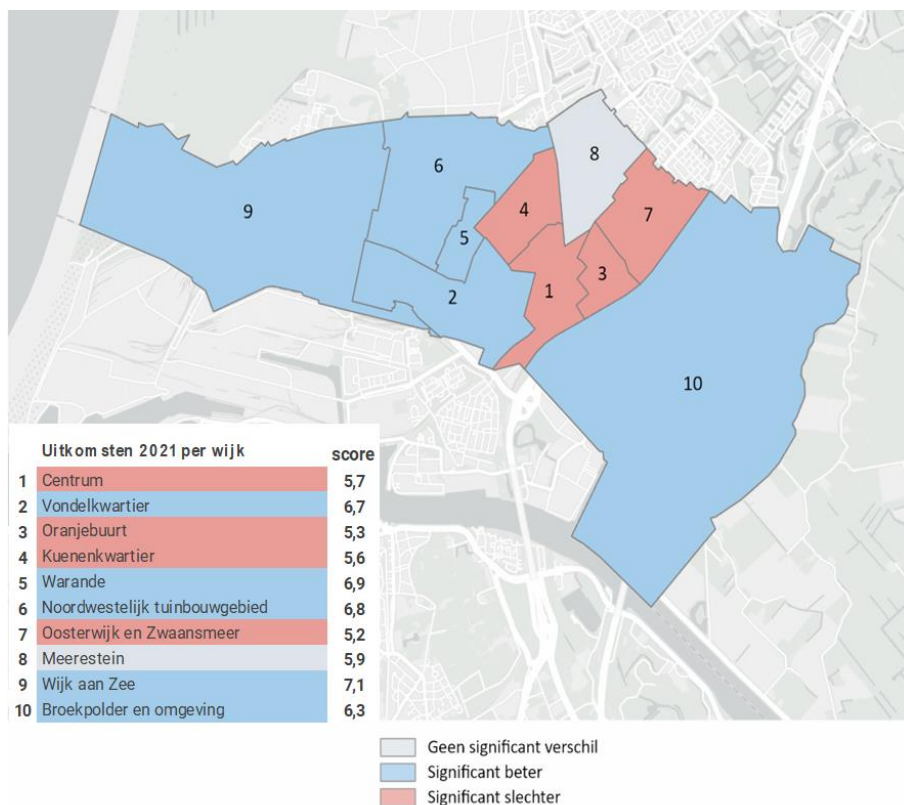 8
6
4
7
9
5
3
1
2
10
Uitkomsten 2021 per wijk score
1 Centrum 5,7
2 Vondelkwartier 6,7
3 Oranjebuurt 5,3
4 Kuenenkwartier 5,6
5 Warande 6,9
6 Noordwestelijk tuinbouwgebied 6,8
7 Oosterwijk en Zwaansmeer 5,2
8 Meerestein 5,9
9 Wijk aan Zee 7,1
10 Broekpolder en omgeving 6,3
Geen significant verschil
Significant beter
Significant slechter